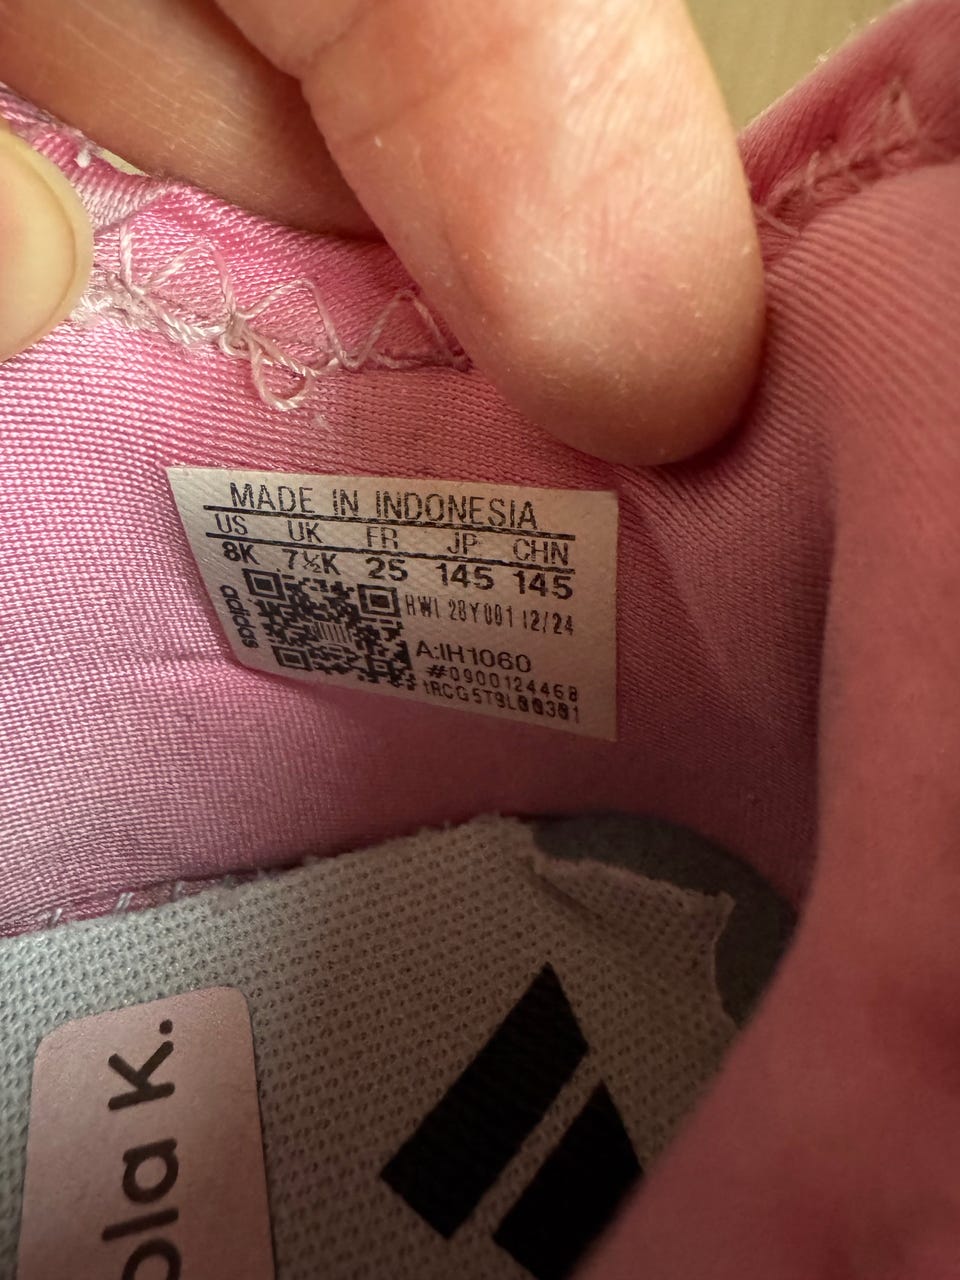 MADE IN INDONESIA
US UK FR JP CHN
8K 7½K 25 145 145
adidas
HWI 28Y001 12/24
A:IH1060
#0900124468
ola K.